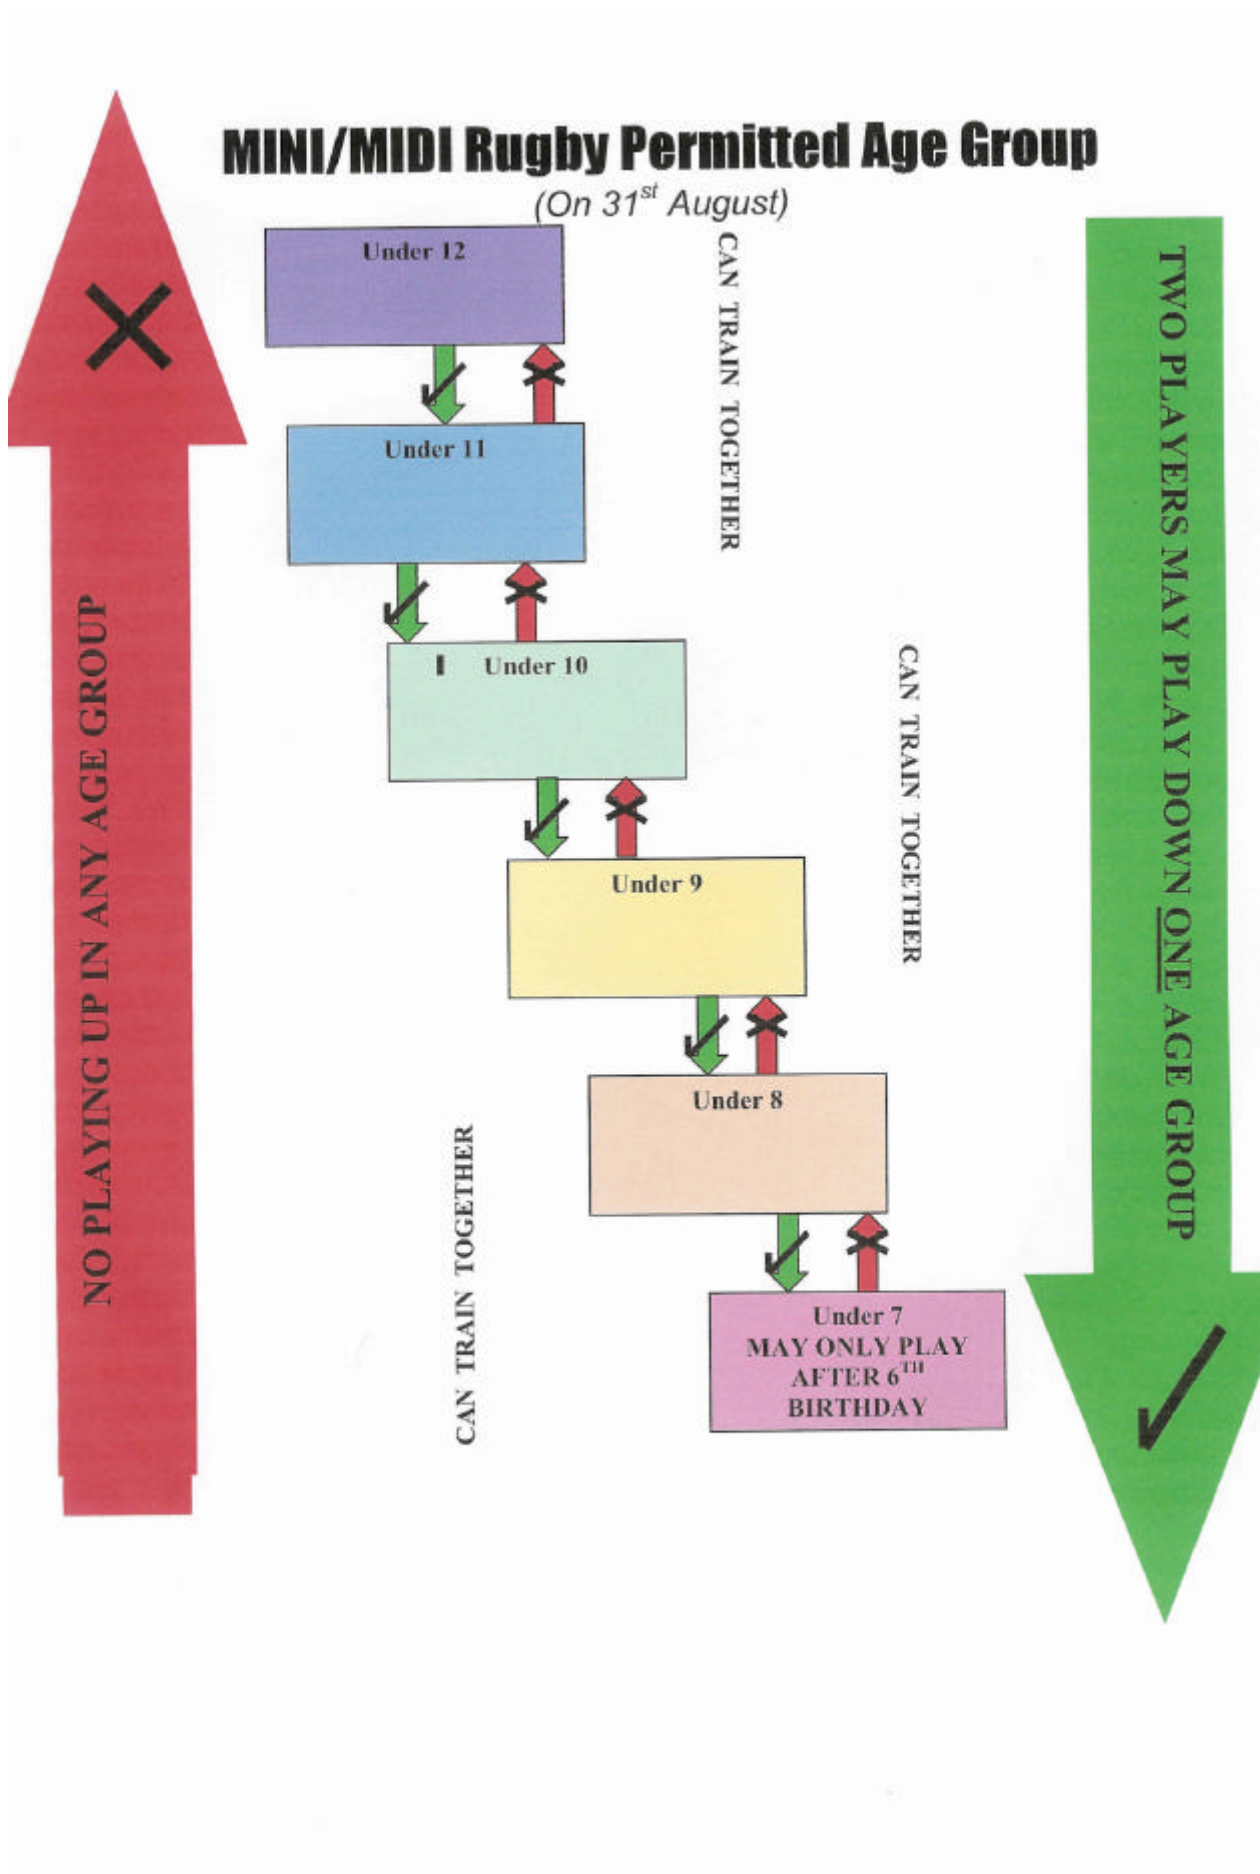 MINI/MIDI Rugby Permitted Age Group
(On 31st August)
NO PLAYING UP IN ANY AGE GROUP
TWO PLAYERS MAY PLAY DOWN ONE AGE GROUP
Under 12
CAN TRAIN TOGETHER
Under 11
Under 10
CAN TRAIN TOGETHER
Under 9
Under 8
CAN TRAIN TOGETHER
Under 7
MAY ONLY PLAY
AFTER 6TH
BIRTHDAY